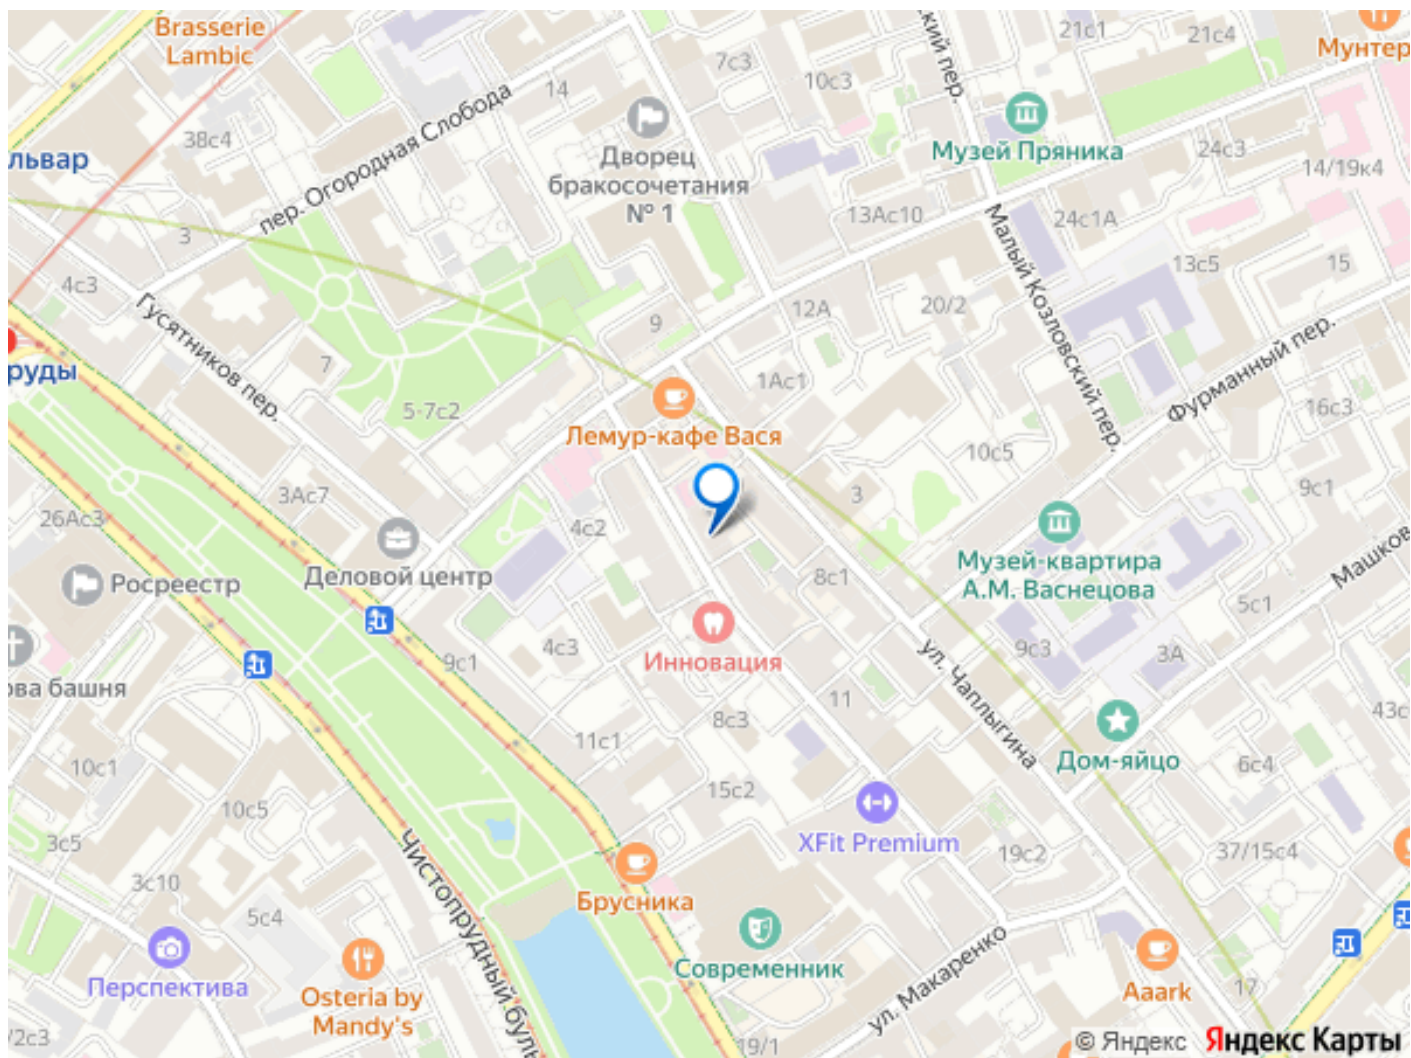 Brasserie
Lambic
21с1
21с4
Мунтер
7с3
10с3
ский пер.
14
38с4
пер. Огородная Слобода
Дворец
бракосочетания
№ 1
Музей Пряника
24с3
14/19к4
львар
3
13Ас10
24с1А
Малый Козловский пер.
13с5
15
4с3
Гусятников пер.
9
12А
20/2
руды
7
5-7с2
1Ас1
Фурманный пер.
16с3
Лемур-кафе Вася
10с5
9с1
3Ас7
26Ас3
4с2
3
Деловой центр
Росреестр
Музей-квартира
А.М. Васнецова
Машков
8с1
5с1
Инновация
4с3
9с1
ова башня
ул. Чаплыгина
9с3
3А
11
8с3
43с
11с1
Дом-яйцо
6с4
10с1
10с5
15с2
XFit Premium
3с5
Чистопрудный буль
19с2
37/15с4
3с10
Брусника
5с4
Перспектива
Osteria by
Mandy's
Современник
ул. Макаренко
Aaark
17
/2с3
19/1
© Яндекс Яндекс Карты